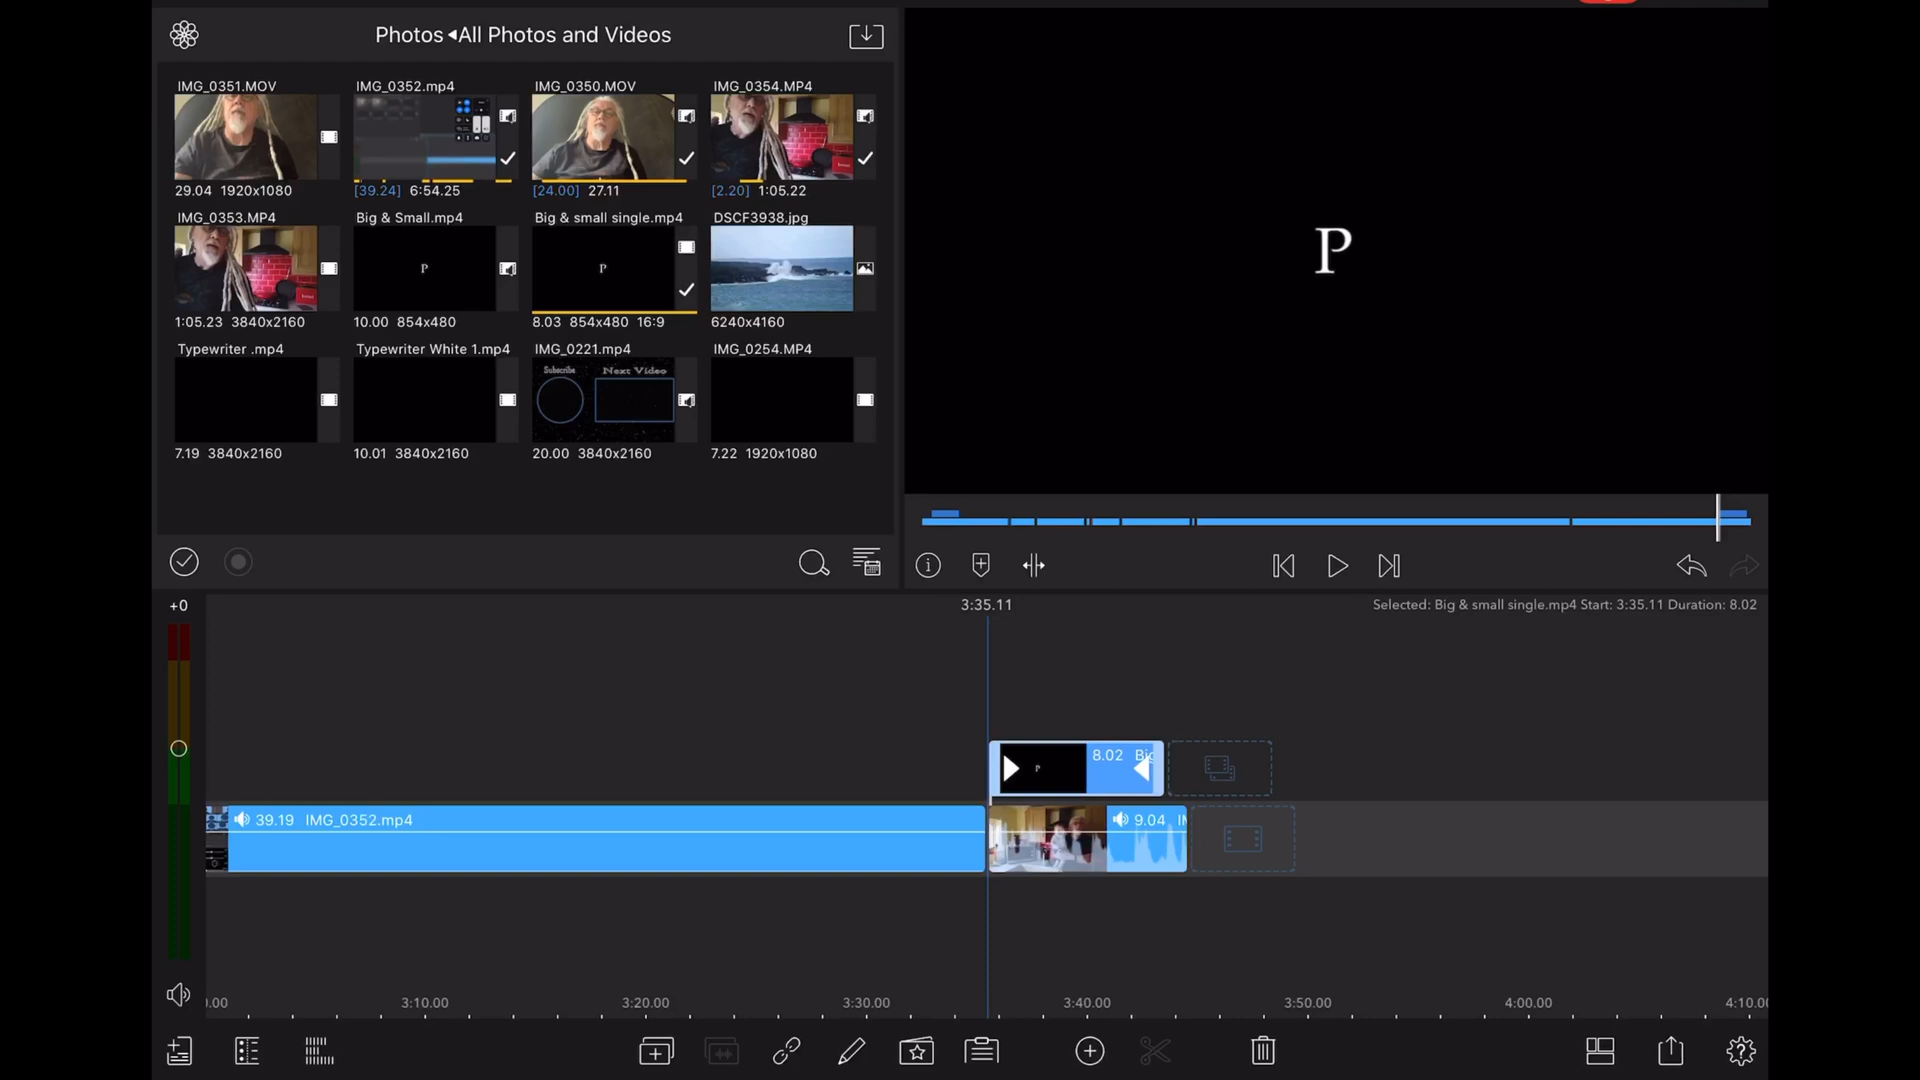 Photos ◂All Photos and Videos
IMG_0351.MOV IMG_0352.mp4 IMG_0350.MOV IMG_0354.MP4
29.04 1920x1080 [39.24] 6:54.25 [24.00] 27.11 [2.20] 1:05.22
IMG_0353.MP4 Big & Small.mp4 Big & small single.mp4 DSCF3938.jpg
P P
1:05.23 3840x2160 10.00 854x480 8.03 854x480 16:9 6240x4160
Typewriter .mp4 Typewriter White 1.mp4 IMG_0221.mp4 IMG_0254.MP4
Subscribe Next Video
7.19 3840x2160 10.01 3840x2160 20.00 3840x2160 7.22 1920x1080
P
+0
3:35.11
Selected: Big & small single.mp4 Start: 3:35.11 Duration: 8.02
P 8.02 Big
39.19 IMG_0352.mp4
9.04
3:10.00 3:20.00 3:30.00 3:40.00 3:50.00 4:00.00 4:10.00